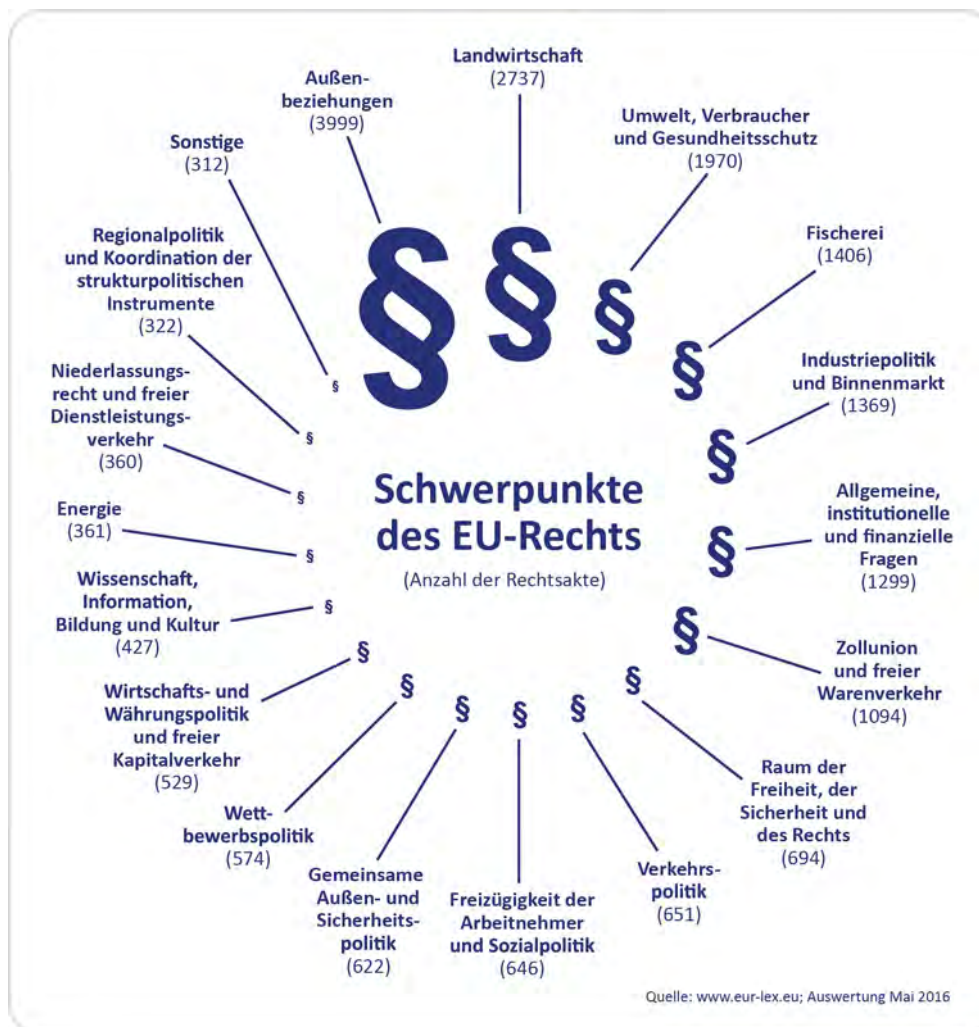 Schwerpunkte
des EU-Rechts
(Anzahl der Rechtsakte)
Außen-
beziehungen
(3999)
§
Landwirtschaft
(2737)
§
Umwelt, Verbraucher
und Gesundheitsschutz
(1970)
§
Fischerei
(1406)
§
Industriepolitik
und Binnenmarkt
(1369)
§
Allgemeine,
institutionelle
und finanzielle
Fragen
(1299)
§
Zollunion
und freier
Warenverkehr
(1094)
§
Raum der
Freiheit, der
Sicherheit und
des Rechts
(694)
§
Verkehrs-
politik
(651)
§
Freizügigkeit der
Arbeitnehmer
und Sozialpolitik
(646)
§
Gemeinsame
Außen- und
Sicherheits-
politik
(622)
§
Wett-
bewerbspolitik
(574)
§
Wirtschafts- und
Währungspolitik
und freier
Kapitalverkehr
(529)
§
Wissenschaft,
Information,
Bildung und Kultur
(427)
§
Energie
(361)
§
Niederlassungs-
recht und freier
Dienstleistungs-
verkehr
(360)
§
Regionalpolitik
und Koordination der
strukturpolitischen
Instrumente
(322)
§
Sonstige
(312)
§
Quelle: www.eur-lex.eu; Auswertung Mai 2016